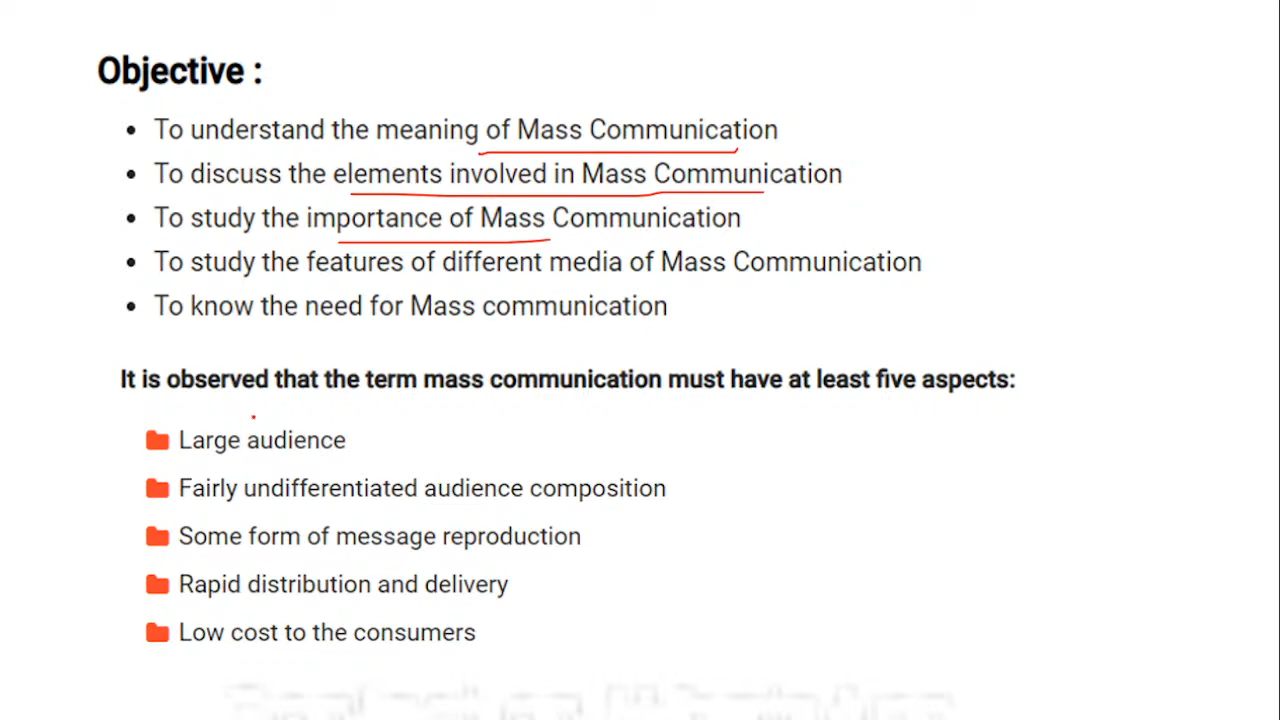 Objective :
• To understand the meaning of Mass Communication
• To discuss the elements involved in Mass Communication
• To study the importance of Mass Communication
• To study the features of different media of Mass Communication
• To know the need for Mass communication
It is observed that the term mass communication must have at least five aspects:
Large audience
Fairly undifferentiated audience composition
Some form of message reproduction
Rapid distribution and delivery
Low cost to the consumers